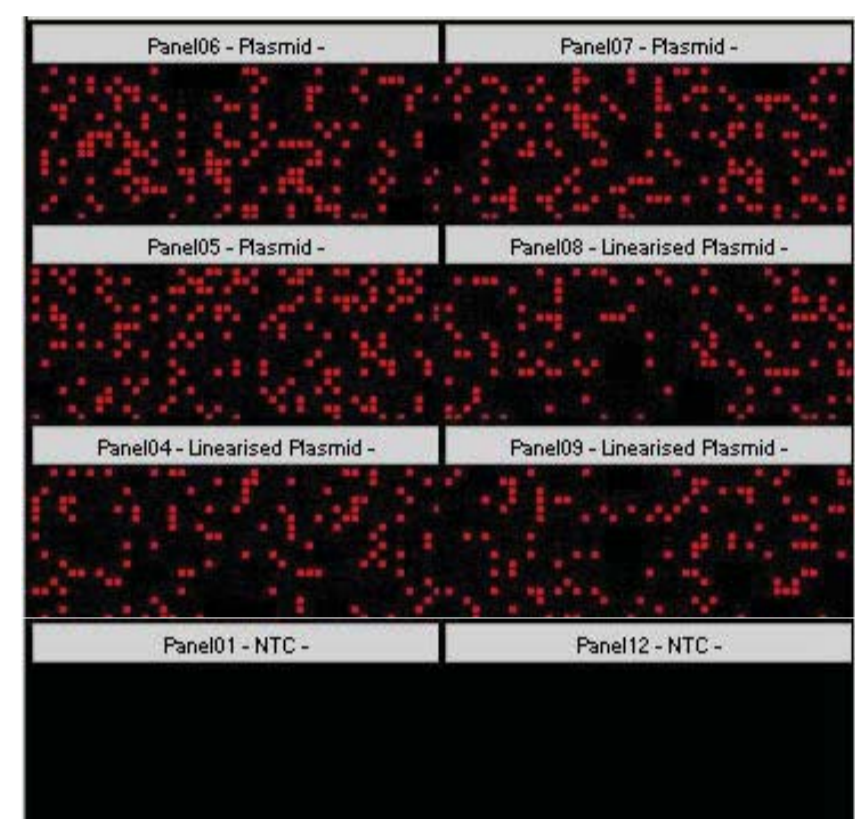 Panel06 - Plasmid -
Panel07 - Plasmid -
Panel05 - Plasmid -
Panel08 - Linearised Plasmid -
Panel04 - Linearised Plasmid -
Panel09 - Linearised Plasmid -
Panel01 - NTC -
Panel12 - NTC -